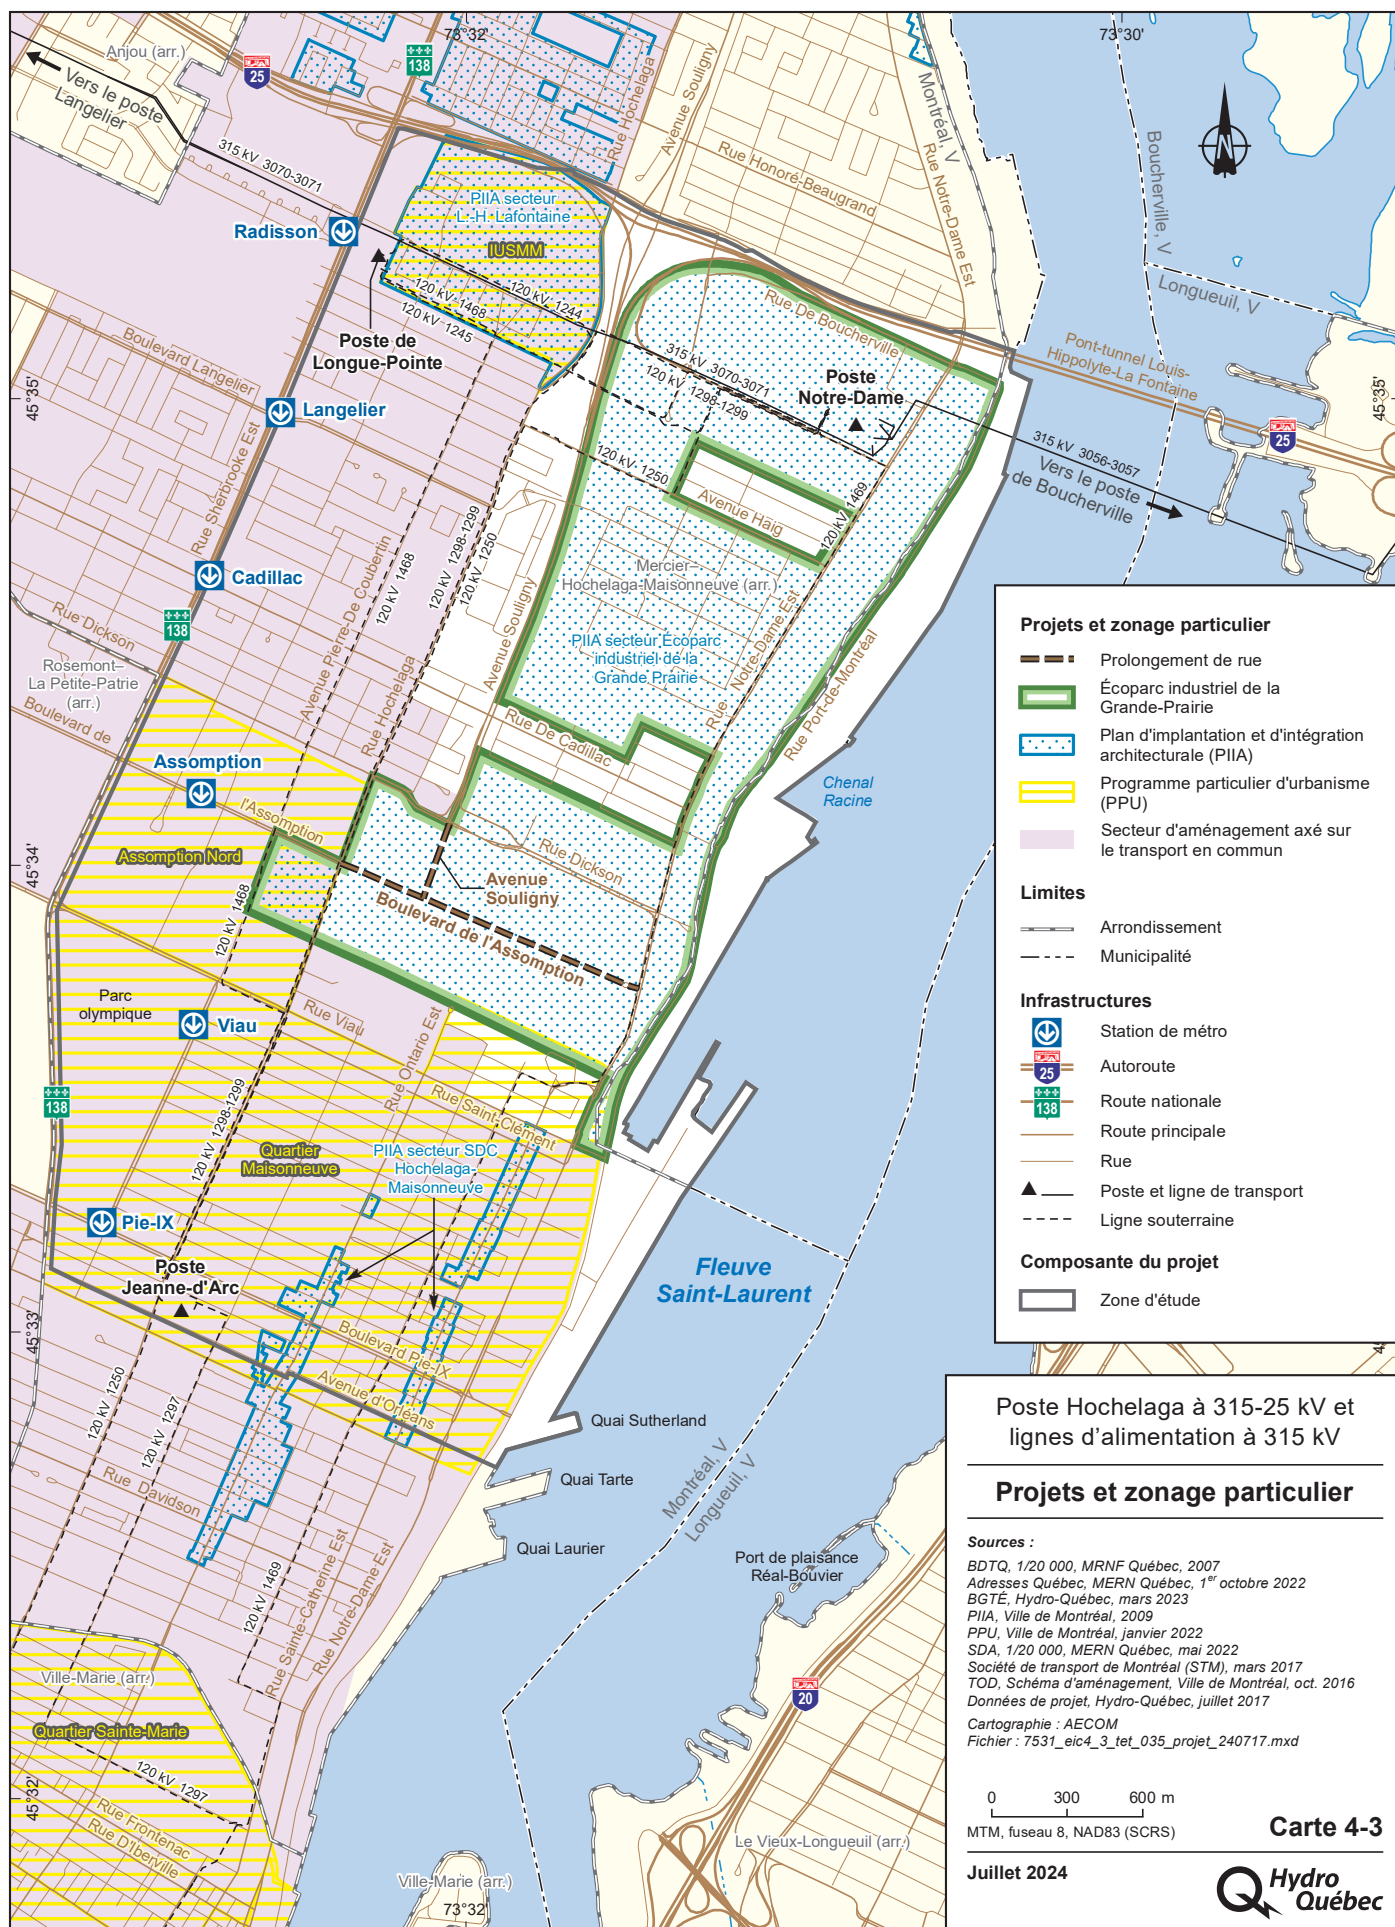 73°32'
73°30'
Anjou (arr.)
25
138
Vers le poste
Langelier
315 kV 3070-3071
Rue Hochelaga
Avenue Souligny
Montréal, V
Rue Notre-Dame Est
Rue Honoré-Beaugrand
Boucherville, V
Longueuil, V
N
PIIA secteur
L.-H. Lafontaine
IUSMM
Radisson
120 kV 1244
120 kV 1468
120 kV 1245
Poste de
Longue-Pointe
Rue De Boucherville
Pont-tunnel Louis-
Hippolyte-La Fontaine
25
45°35'
45°35'
Boulevard Langelier
Langelier
315 kV 3070-3071
120 kV 1298-1299
Poste
Notre-Dame
315 kV 3056-3057
Vers le poste
de Boucherville
Rue Sherbrooke Est
120 kV 1250
Avenue Haig
120 kV 1469
120 kV 1298-1299
120 kV 1250
120 kV 1468
Avenue Pierre-De Coubertin
Cadillac
138
Mercier–
Hochelaga-Maisonneuve (arr.)
Rue Dickson
Rosemont–
La Petite-Patrie
(arr.)
Boulevard de
l'Assomption
Avenue Souligny
PIIA secteur Écoparc
industriel de la
Grande Prairie
Rue Notre-Dame Est
Rue Port-de-Montréal
Rue Hochelaga
Rue De Cadillac
Assomption
Chenal
Racine
Assomption Nord
45°34'
Rue Dickson
Avenue
Souligny
Boulevard de l'Assomption
120 kV 1468
Parc
olympique
Viau
Rue Viau
Rue Ontario Est
Rue Saint-Clément
138
120 kV 1298-1299
Quartier
Maisonneuve
PIIA secteur SDC
Hochelaga-
Maisonneuve
Pie-IX
Poste
Jeanne-d'Arc
Fleuve
Saint-Laurent
45°33'
Boulevard Pie-IX
Avenue d'Orléans
120 kV 1250
120 kV 1297
Quai Sutherland
Quai Tarte
Quai Laurier
Montréal, V
Longueuil, V
Rue Davidson
120 kV 1469
Rue Sainte-Catherine Est
Rue Notre-Dame Est
Port de plaisance
Réal-Bouvier
Ville-Marie (arr.)
Quartier Sainte-Marie
20
120 kV 1297
45°32'
Rue Frontenac
Rue D'Iberville
Le Vieux-Longueuil (arr.)
Ville-Marie (arr.)
73°32'
Projets et zonage particulier
Prolongement de rue
Écoparc industriel de la
Grande-Prairie
Plan d'implantation et d'intégration
architecturale (PIIA)
Programme particulier d'urbanisme
(PPU)
Secteur d'aménagement axé sur
le transport en commun
Limites
Arrondissement
Municipalité
Infrastructures
Station de métro
25
Autoroute
138
Route nationale
Route principale
Rue
Poste et ligne de transport
Ligne souterraine
Composante du projet
Zone d'étude
Poste Hochelaga à 315-25 kV et
lignes d’alimentation à 315 kV
Projets et zonage particulier
Sources :
BDTQ, 1/20 000, MRNF Québec, 2007
Adresses Québec, MERN Québec, 1er octobre 2022
BGTÉ, Hydro-Québec, mars 2023
PIIA, Ville de Montréal, 2009
PPU, Ville de Montréal, janvier 2022
SDA, 1/20 000, MERN Québec, mai 2022
Société de transport de Montréal (STM), mars 2017
TOD, Schéma d'aménagement, Ville de Montréal, oct. 2016
Données de projet, Hydro-Québec, juillet 2017
Cartographie : AECOM
Fichier : 7531_eic4_3_tet_035_projet_240717.mxd
0 300 600 m
MTM, fuseau 8, NAD83 (SCRS)
Carte 4-3
Juillet 2024
Hydro
Québec